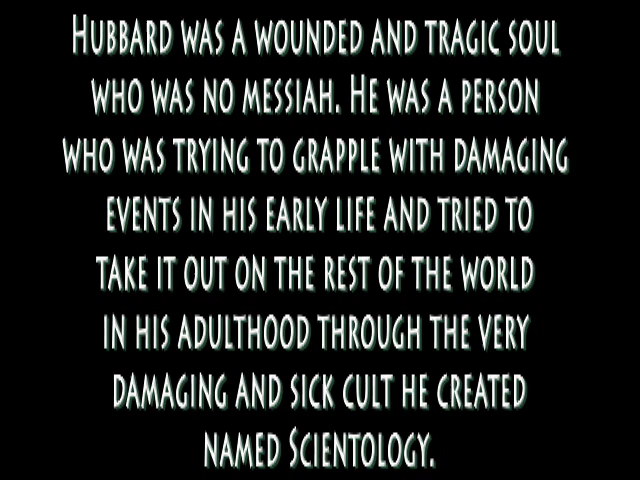 Hubbard was a wounded and tragic soul
who was no messiah. He was a person
who was trying to grapple with damaging
events in his early life and tried to
take it out on the rest of the world
in his adulthood through the very
damaging and sick cult he created
named Scientology.